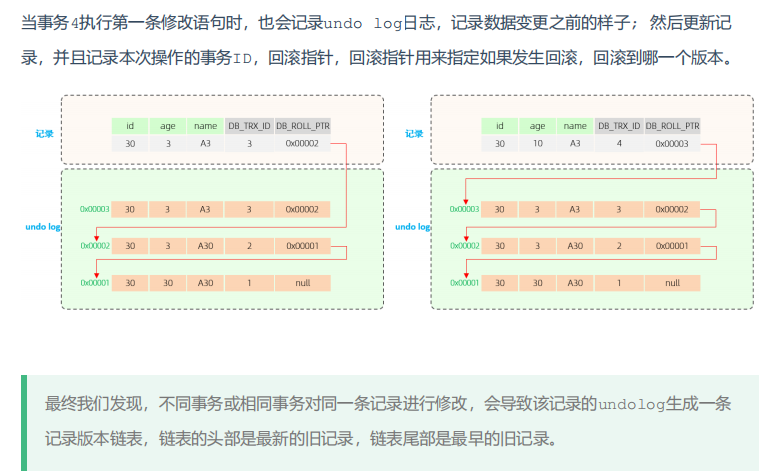 当事务4执行第一条修改语句时，也会记录undo log日志，记录数据变更之前的样子; 然后更新记
录，并且记录本次操作的事务ID，回滚指针，回滚指针用来指定如果发生回滚，回滚到哪一个版本。
记录
id age name DB_TRX_ID DB_ROLL_PTR
30 3 A3 3 0x00002
undo log
0x00003 30 3 A3 3 0x00002
0x00002 30 3 A30 2 0x00001
0x00001 30 30 A30 1 null
记录
id age name DB_TRX_ID DB_ROLL_PTR
30 10 A3 4 0x00003
undo log
0x00003 30 3 A3 3 0x00002
0x00002 30 3 A30 2 0x00001
0x00001 30 30 A30 1 null
最终我们发现，不同事务或相同事务对同一条记录进行修改，会导致该记录的undolog生成一条
记录版本链表，链表的头部是最新的旧记录，链表尾部是最早的旧记录。